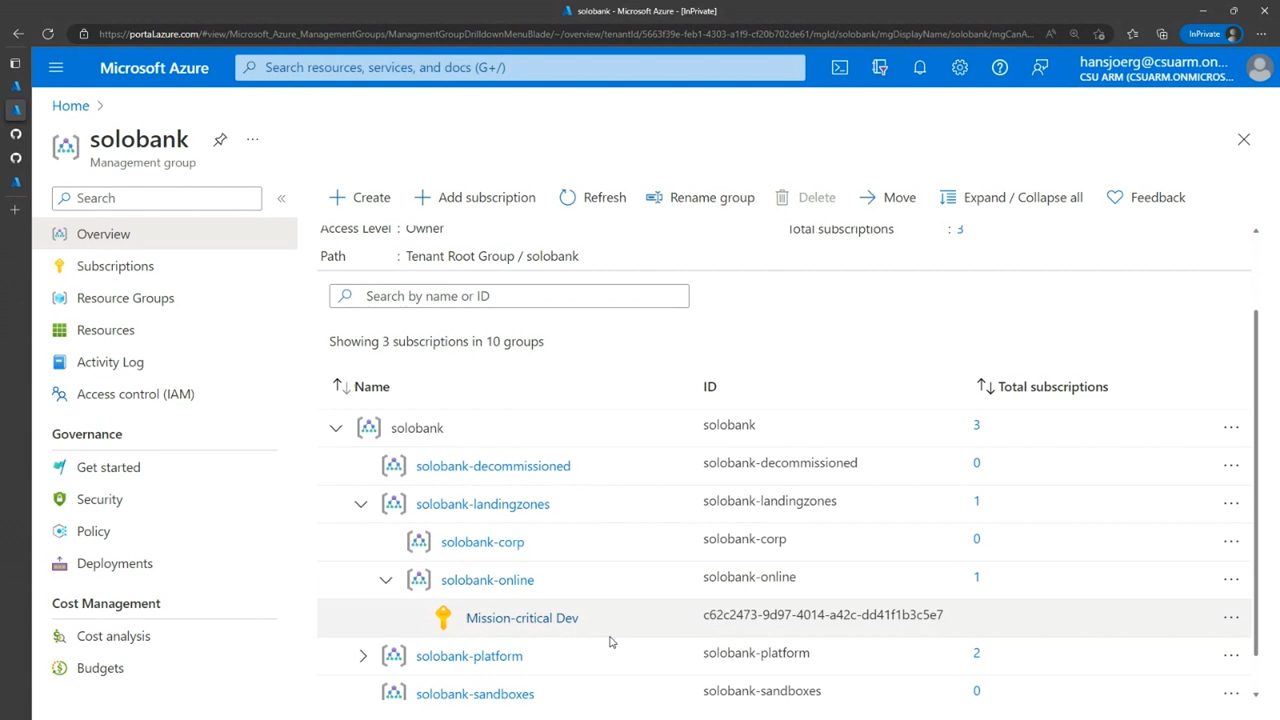 solobank - Microsoft Azure - [InPrivate]
https://portal.azure.com/#view/Microsoft_Azure_ManagementGroups/ManagmentGroupDrilldownMenuBlade/~/overview/tenantId/5663f39e-feb1-4303-a1f9-cf20b702de61/mgId/solobank/mgDisplayName/solobank/mgCanA...
InPrivate
Microsoft Azure
Search resources, services, and docs (G+/)
hansjoerg@csuarm.on...
CSU ARM (CSUARM.ONMICROS...
Home
solobank
Management group
Search
Overview
Subscriptions
Resource Groups
Resources
Activity Log
Access control (IAM)
Governance
Get started
Security
Policy
Deployments
Cost Management
Cost analysis
Budgets
Create
Add subscription
Refresh
Rename group
Delete
Move
Expand / Collapse all
Feedback
Access Level : Owner
Total subscriptions : 3
Path : Tenant Root Group / solobank
Search by name or ID
Showing 3 subscriptions in 10 groups
Name ID Total subscriptions
solobank solobank 3 ...
solobank-decommissioned solobank-decommissioned 0 ...
solobank-landingzones solobank-landingzones 1 ...
solobank-corp solobank-corp 0 ...
solobank-online solobank-online 1 ...
Mission-critical Dev c62c2473-9d97-4014-a42c-dd41f1b3c5e7 ...
solobank-platform solobank-platform 2 ...
solobank-sandboxes solobank-sandboxes 0 ...